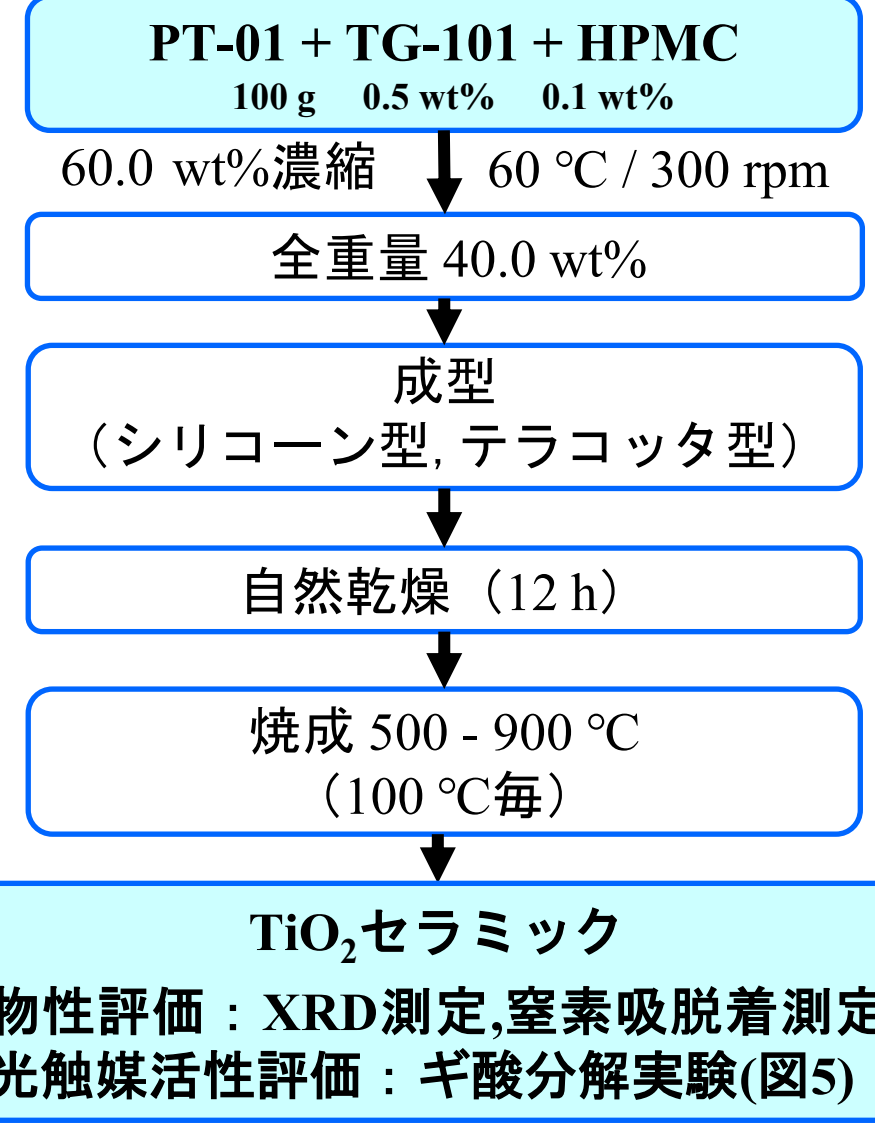 PT-01 + TG-101 + HPMC
100 g 0.5 wt% 0.1 wt%
60.0 wt%濃縮 60 ℃ / 300 rpm
全重量 40.0 wt%
成型
（シリコーン型, テラコッタ型）
自然乾燥（12 h）
焼成 500 - 900 ℃
（100 ℃毎）
TiO₂セラミック
物性評価：XRD測定,窒素吸脱着測定
光触媒活性評価：ギ酸分解実験(図5)